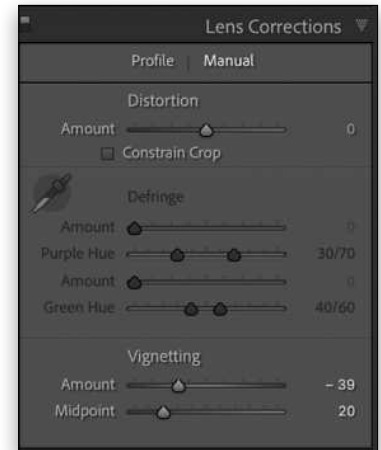 Lens Corrections
Profile | Manual
Distortion
Amount 0
Constrain Crop
Defringe
Amount 0
Purple Hue 30/70
Amount 0
Green Hue 40/60
Vignetting
Amount – 39
Midpoint 20